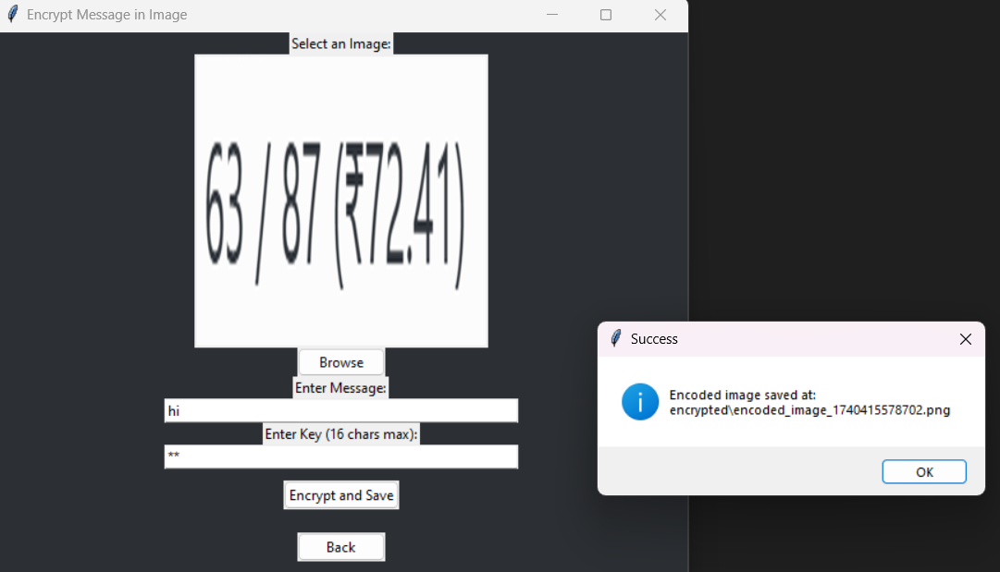 Encrypt Message in Image
Select an Image:
63 / 87 (₹72.41)
Browse
Enter Message:
hi
Enter Key (16 chars max):
**
Encrypt and Save
Back
Success
Encoded image saved at:
encrypted\encoded_image_1740415578702.png
OK